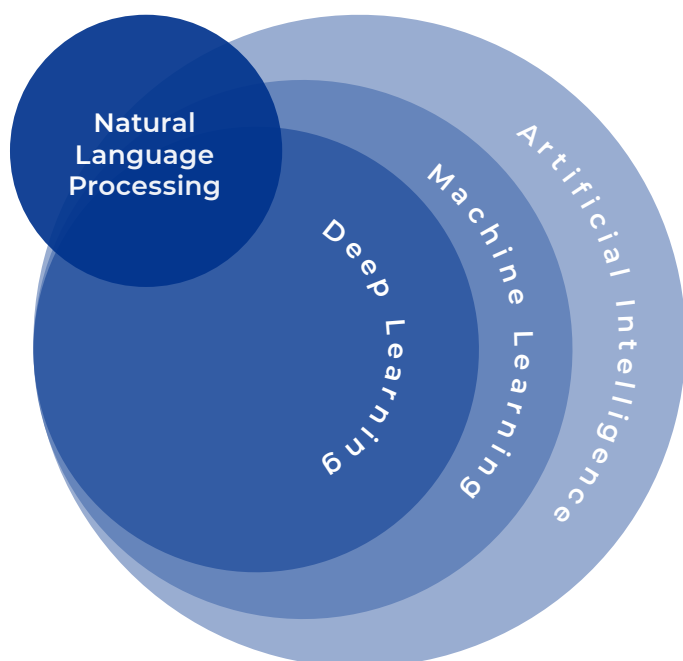 Natural
Language
Processing
Deep Learning
Machine Learning
Artificial Intelligence